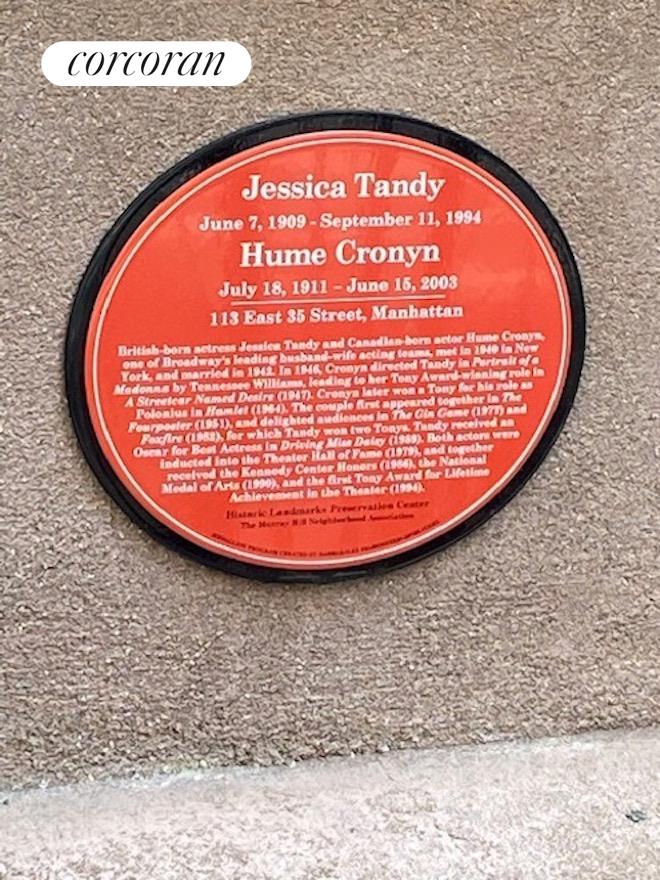 corcoran
Jessica Tandy
June 7, 1909 - September 11, 1994
Hume Cronyn
July 18, 1911 – June 15, 2003
113 East 35 Street, Manhattan
British-born actress Jessica Tandy and Canadian-born actor Hume Cronyn,
one of Broadway's leading husband-wife acting teams, met in 1940 in New
York, and married in 1942. In 1946, Cronyn directed Tandy in Portrait of a
Madonna by Tennessee Williams, leading to her Tony Award-winning role in
A Streetcar Named Desire (1947). Cronyn later won a Tony for his role as
Polonius in Hamlet (1964). The couple first appeared together in The
Fourposter (1951), and delighted audiences in The Gin Game (1977) and
Foxfire (1982), for which Tandy won two Tonys. Tandy received an
Oscar for Best Actress in Driving Miss Daisy (1989). Both actors were
inducted into the Theater Hall of Fame (1979), and together
received the Kennedy Center Honors (1986), the National
Medal of Arts (1990), and the first Tony Award for Lifetime
Achievement in the Theater (1994).
Historic Landmarks Preservation Center
The Murray Hill Neighborhood Association
MEDALLION PROGRAM CREATED BY